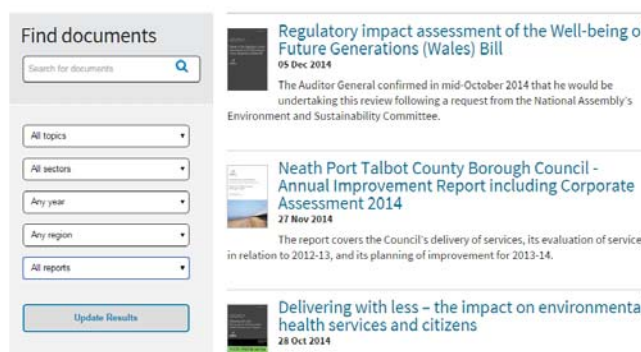 Find documents
Search for documents
All topics
All sectors
Any year
Any region
All reports
Update Results
Regulatory impact assessment of the Well-being o
Future Generations (Wales) Bill
05 Dec 2014
The Auditor General confirmed in mid-October 2014 that he would be
undertaking this review following a request from the National Assembly's
Environment and Sustainability Committee.
Neath Port Talbot County Borough Council -
Annual Improvement Report including Corporate
Assessment 2014
27 Nov 2014
The report covers the Council's delivery of services, its evaluation of service
in relation to 2012-13, and its planning of improvement for 2013-14.
Delivering with less – the impact on environmenta
health services and citizens
28 Oct 2014